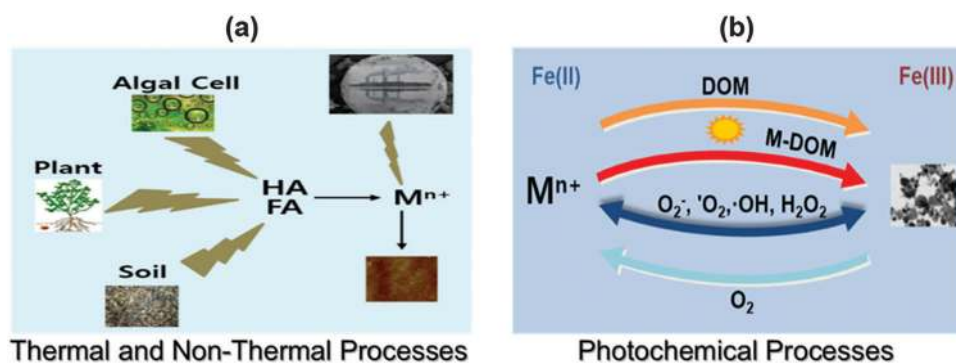 (a)
Algal Cell
Plant
HA
FA
Mⁿ⁺
Soil
Thermal and Non-Thermal Processes
(b)
Fe(II)
Fe(III)
DOM
M-DOM
Mⁿ⁺
O₂⁻, 'O₂,·OH, H₂O₂
O₂
Photochemical Processes